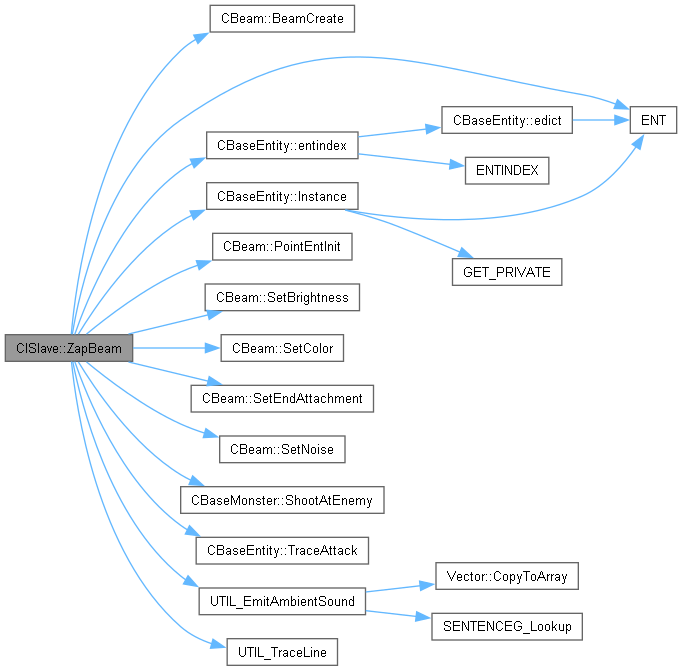 CBeam::BeamCreate
CBaseEntity::edict
ENT
CBaseEntity::entindex
ENTINDEX
CBaseEntity::Instance
CBeam::PointEntInit
GET_PRIVATE
CBeam::SetBrightness
CISlave::ZapBeam
CBeam::SetColor
CBeam::SetEndAttachment
CBeam::SetNoise
CBaseMonster::ShootAtEnemy
CBaseEntity::TraceAttack
Vector::CopyToArray
UTIL_EmitAmbientSound
SENTENCEG_Lookup
UTIL_TraceLine